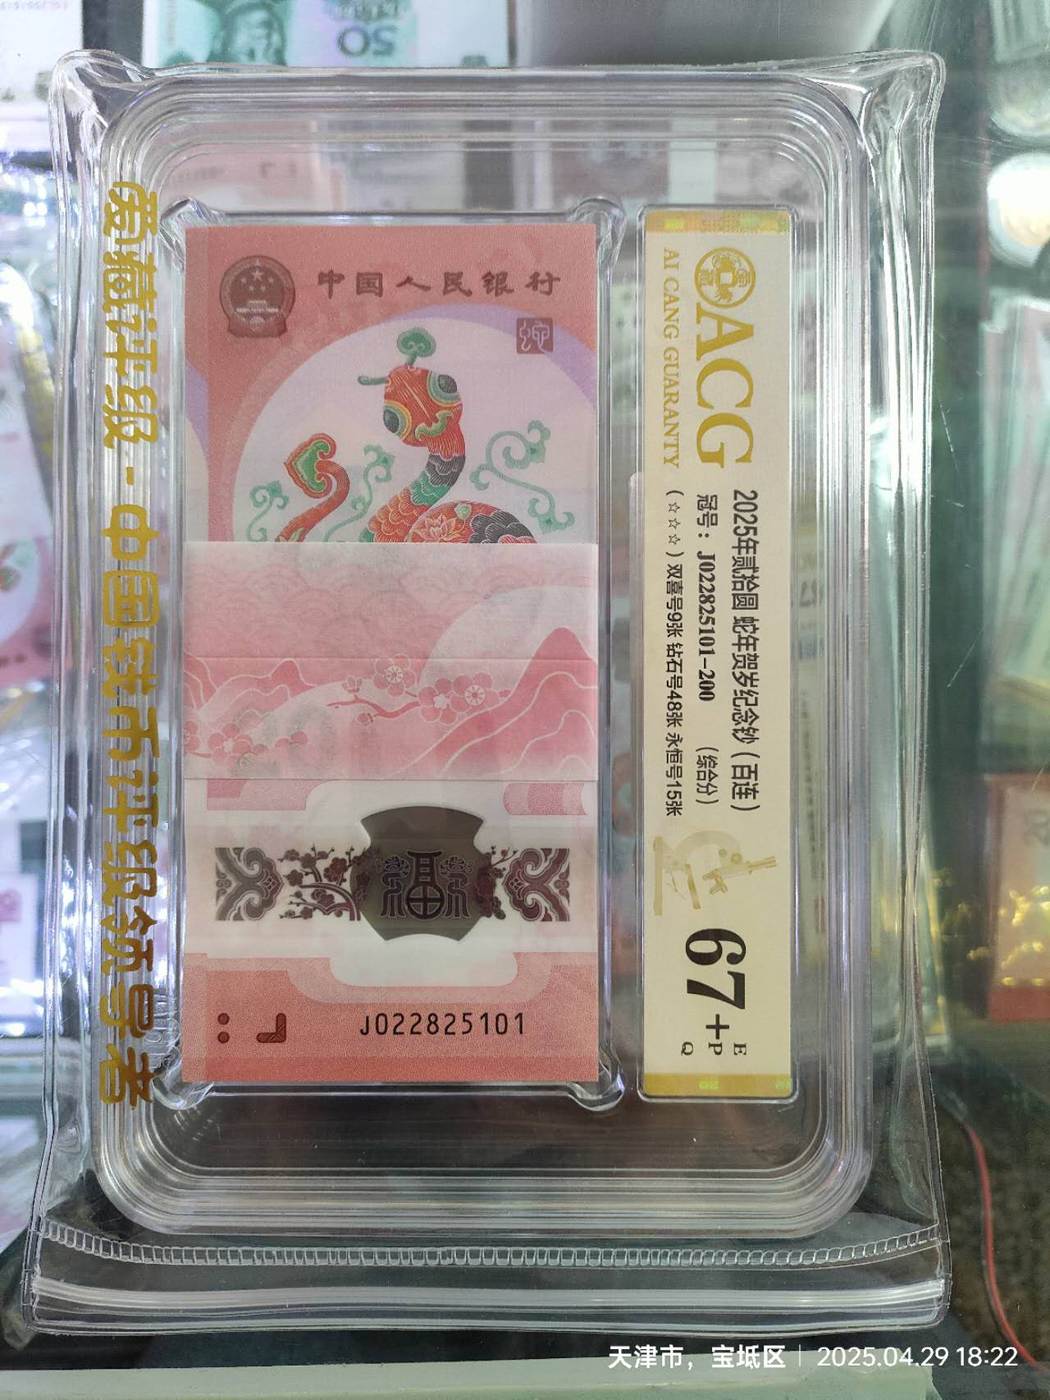 50
爱藏评级 - 中国钱币评级领导者
中国人民银行
蛇
福
J022825101
ACG
AI CANG GUARANTY
2025年贰拾圆 蛇年贺岁纪念钞（百连）
冠号：J022825101-200 （综合分）
（☆☆☆）双喜号9张 钻石号48张 永恒号15张
67+
E
P
Q
天津市，宝坻区 | 2025.04.29 18:22